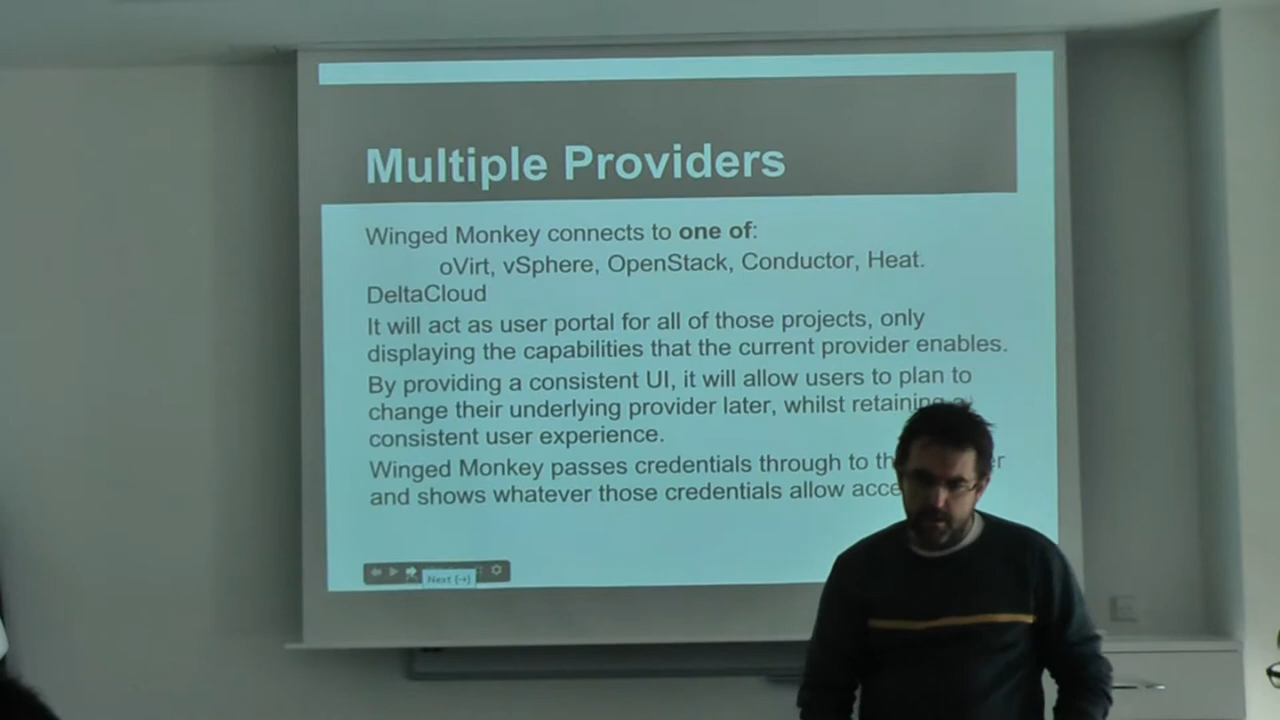 Multiple Providers
Winged Monkey connects to one of:
oVirt, vSphere, OpenStack, Conductor, Heat.
DeltaCloud
It will act as user portal for all of those projects, only
displaying the capabilities that the current provider enables.
By providing a consistent UI, it will allow users to plan to
change their underlying provider later, whilst retaining a
consistent user experience.
Winged Monkey passes credentials through to
and shows whatever those credentials allow
Next (→)